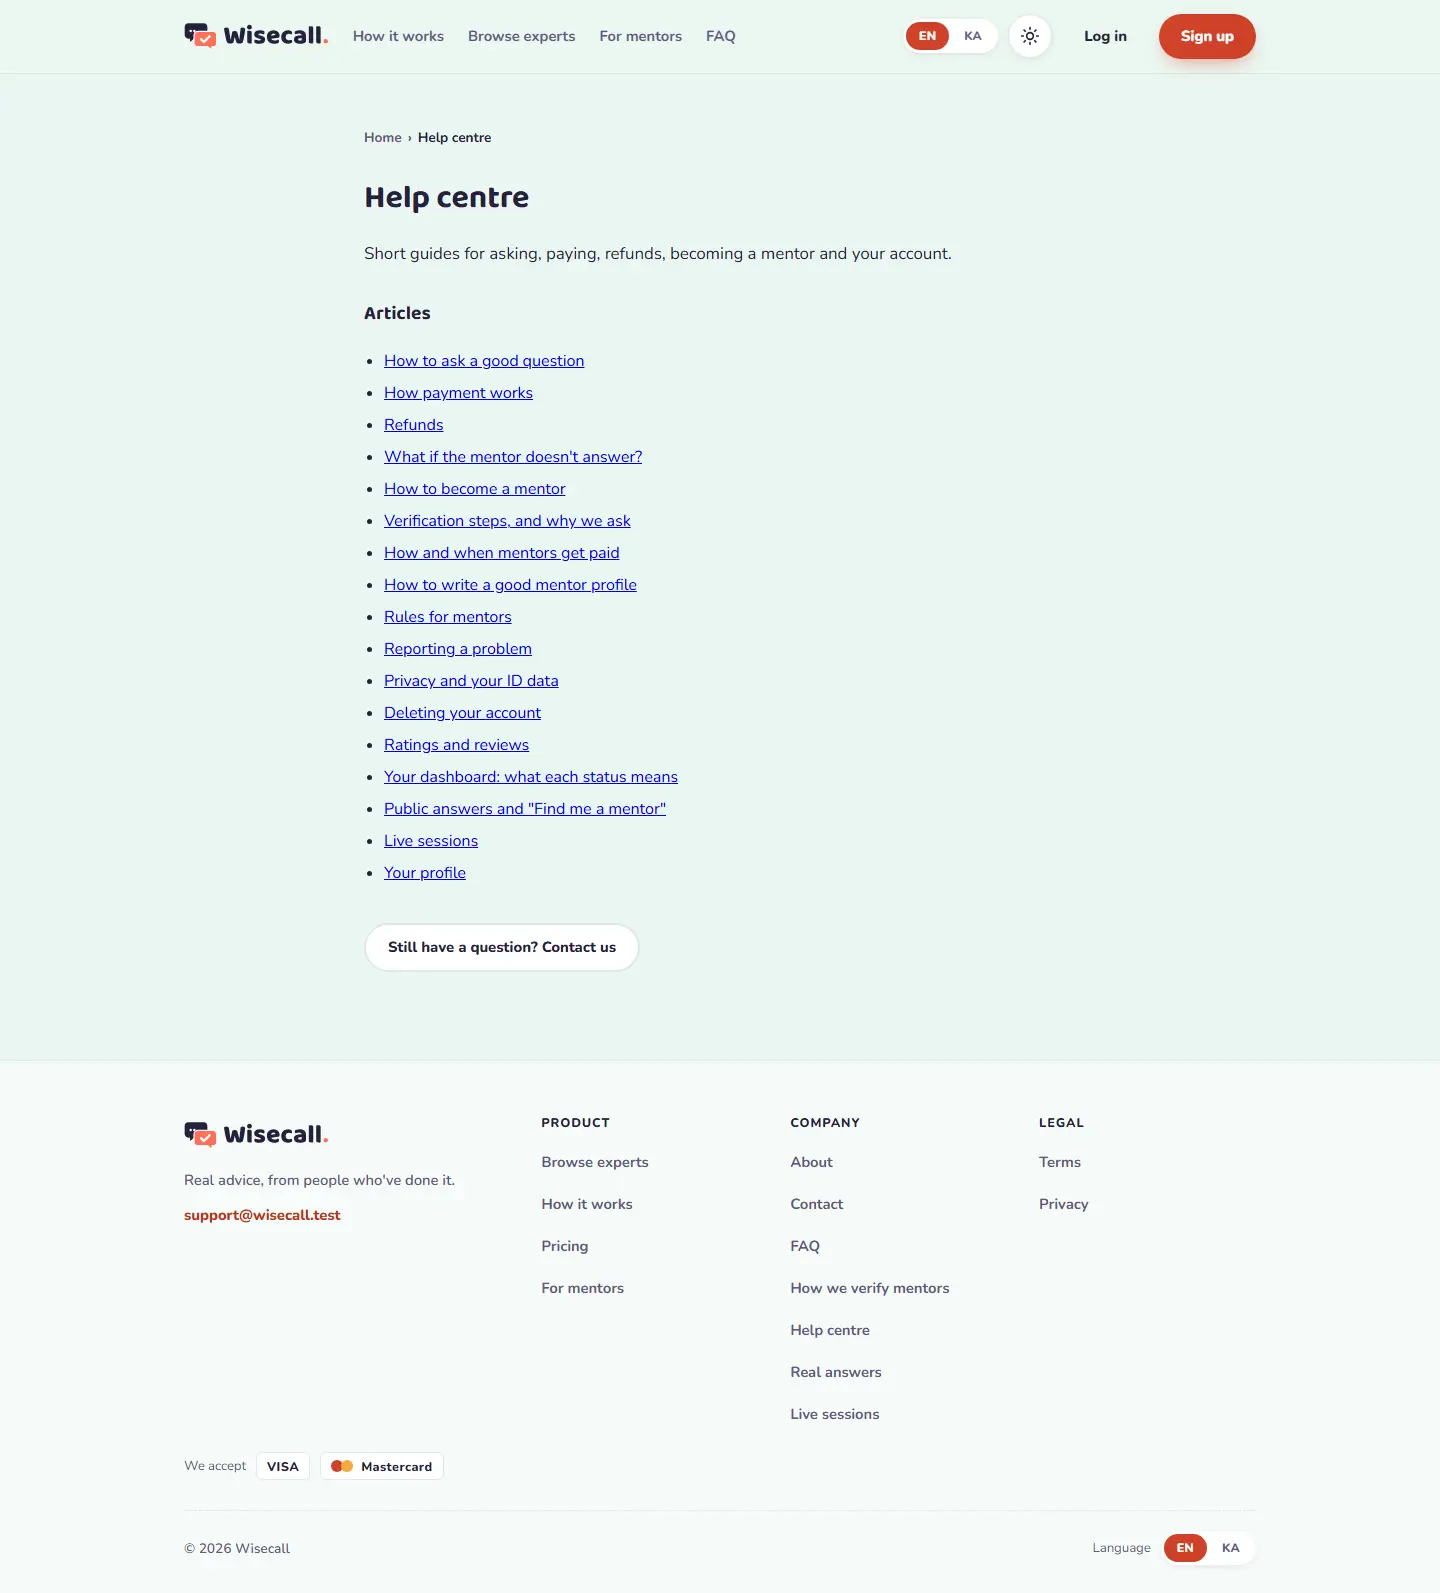 Wisecall.
How it works
Browse experts
For mentors
FAQ
EN
KA
Log in
Sign up
Home › Help centre
Help centre
Short guides for asking, paying, refunds, becoming a mentor and your account.
Articles
• How to ask a good question
• How payment works
• Refunds
• What if the mentor doesn't answer?
• How to become a mentor
• Verification steps, and why we ask
• How and when mentors get paid
• How to write a good mentor profile
• Rules for mentors
• Reporting a problem
• Privacy and your ID data
• Deleting your account
• Ratings and reviews
• Your dashboard: what each status means
• Public answers and "Find me a mentor"
• Live sessions
• Your profile
Still have a question? Contact us
Wisecall.
Real advice, from people who've done it.
support@wisecall.test
PRODUCT
Browse experts
How it works
Pricing
For mentors
COMPANY
About
Contact
FAQ
How we verify mentors
Help centre
Real answers
Live sessions
LEGAL
Terms
Privacy
We accept
VISA
Mastercard
© 2026 Wisecall
Language
EN
KA